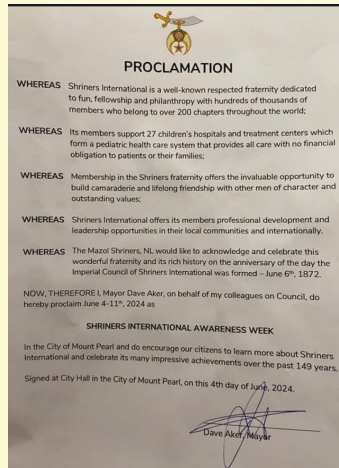 PROCLAMATION
WHEREAS Shriners International is a well-known respected fraternity dedicated
to fun, fellowship and philanthropy with hundreds of thousands of
members who belong to over 200 chapters throughout the world;
WHEREAS Its members support 27 children's hospitals and treatment centers which
form a pediatric health care system that provides all care with no financial
obligation to patients or their families;
WHEREAS Membership in the Shriners fraternity offers the invaluable opportunity to
build camaraderie and lifelong friendship with other men of character and
outstanding values;
WHEREAS Shriners International offers its members professional development and
leadership opportunities in their local communities and internationally.
WHEREAS The Mazol Shriners, NL would like to acknowledge and celebrate this
wonderful fraternity and its rich history on the anniversary of the day the
Imperial Council of Shriners International was formed – June 6th, 1872.
NOW, THEREFORE I, Mayor Dave Aker, on behalf of my colleagues on Council, do
hereby proclaim June 4-11th, 2024 as
SHRINERS INTERNATIONAL AWARENESS WEEK
In the City of Mount Pearl and do encourage our citizens to learn more about Shriners
International and celebrate its many impressive achievements over the past 149 years.
Signed at City Hall in the City of Mount Pearl, on this 4th day of June, 2024.
Dave Aker, Mayor